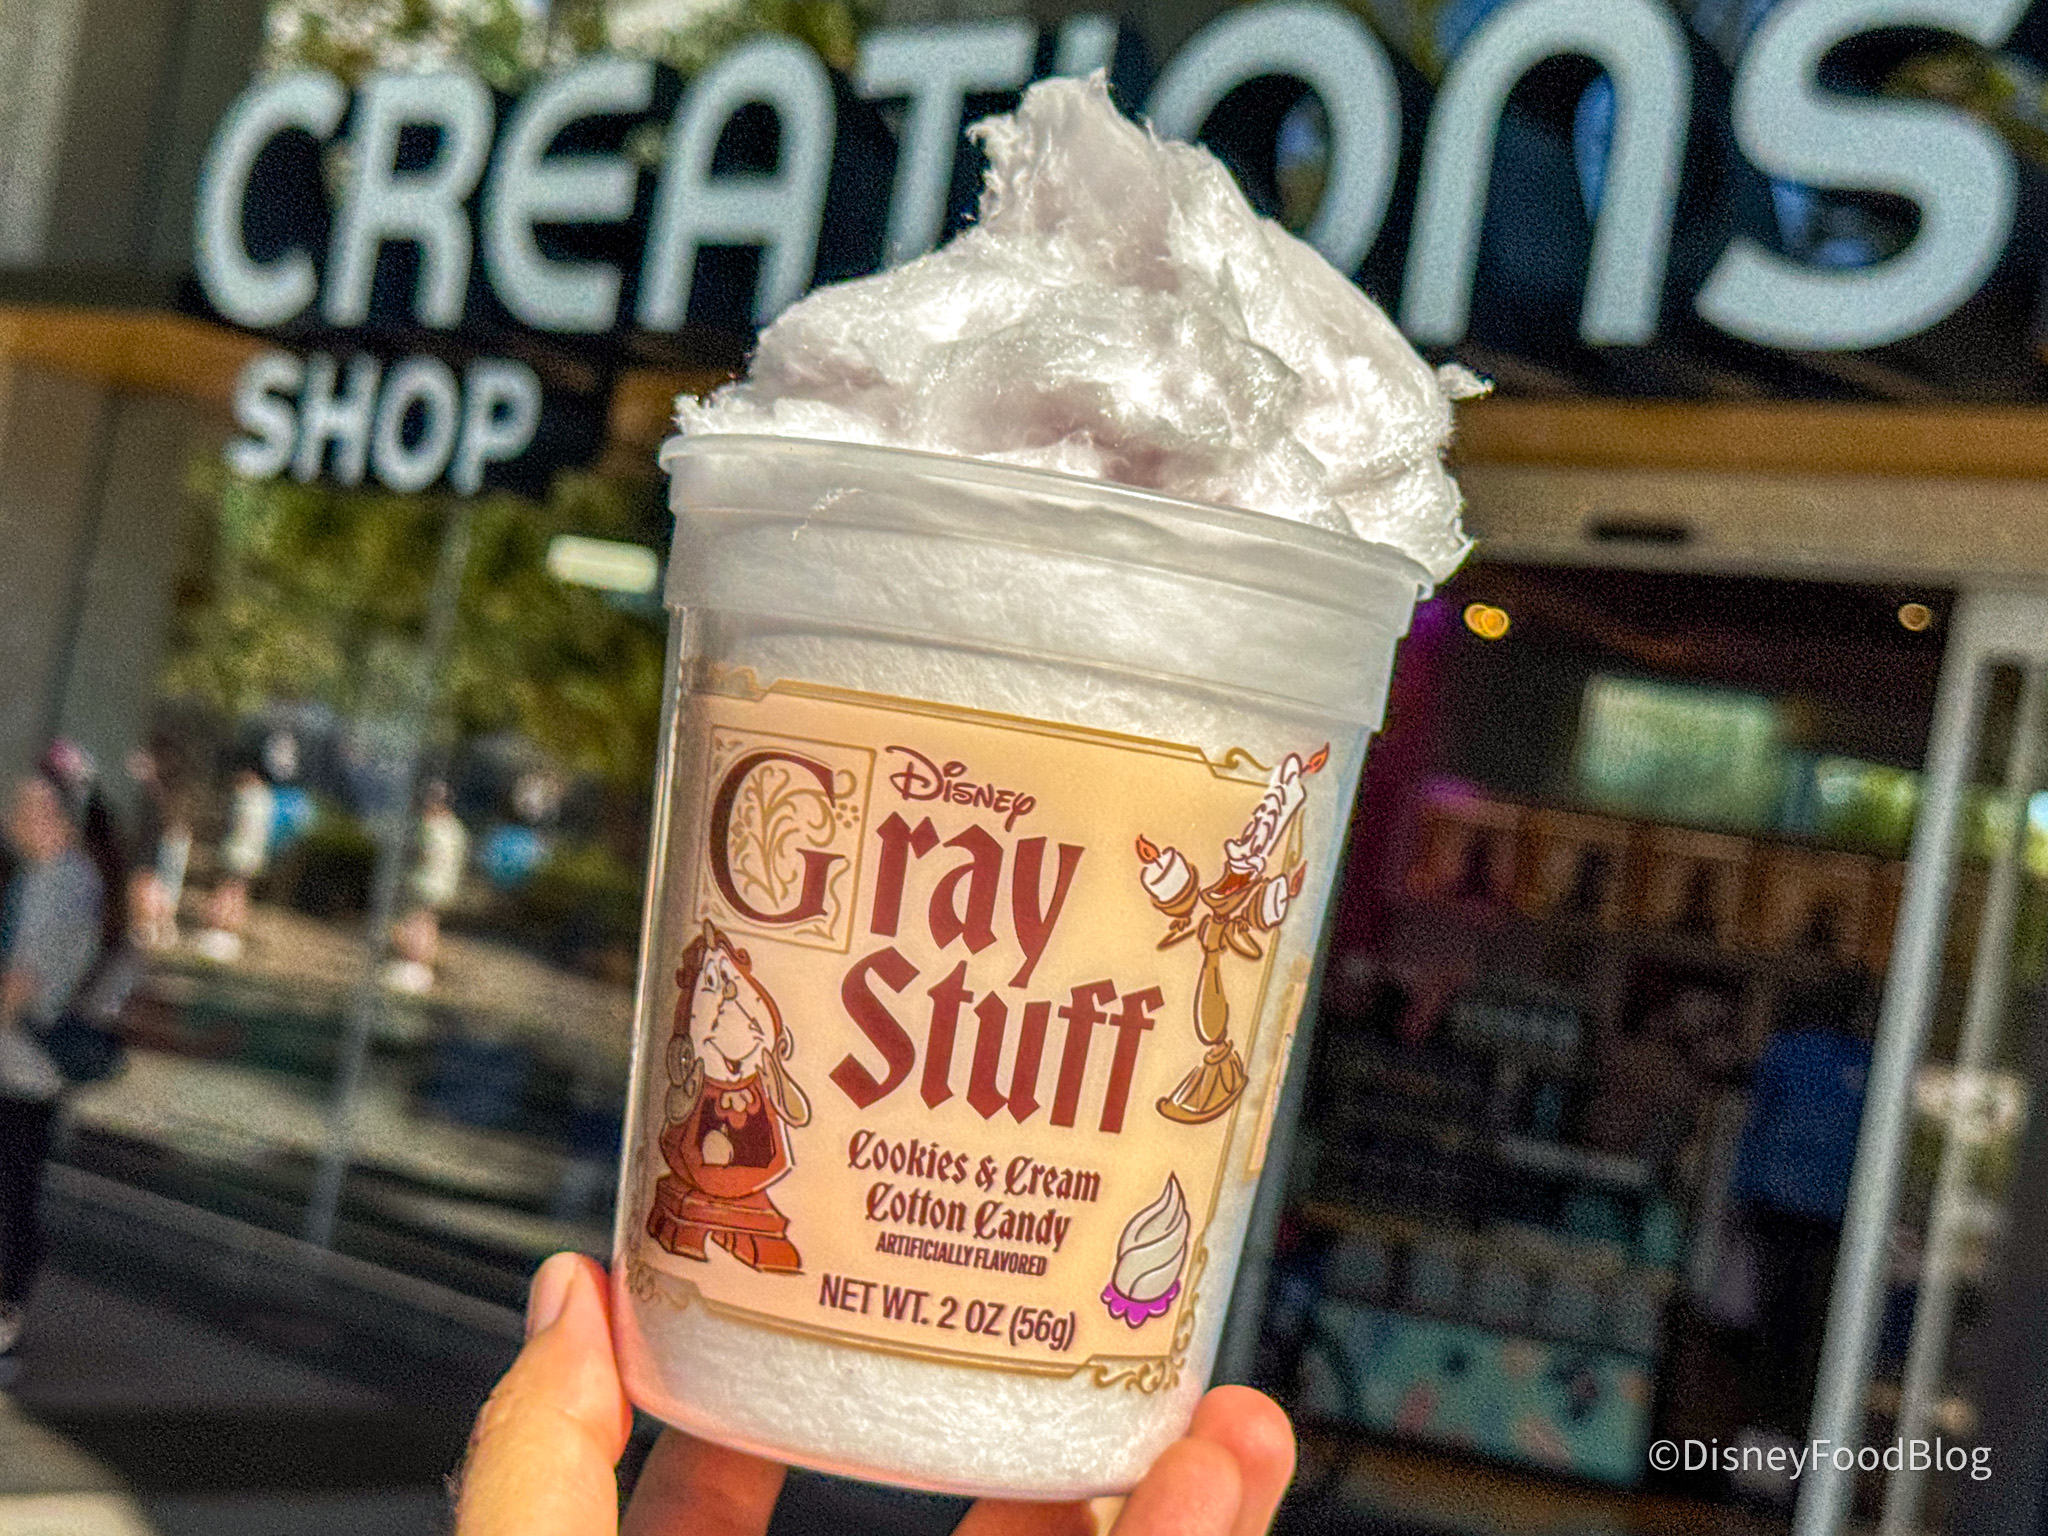 CREATIONS
SHOP
Disney
Gray
Stuff
Cookies & Cream
Cotton Candy
ARTIFICIALLY FLAVORED
NET WT. 2 OZ (56g)
©DisneyFoodBlog